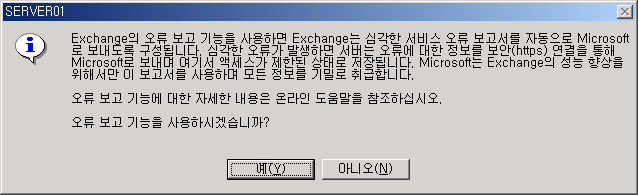 SERVER01
Exchange의 오류 보고 기능을 사용하면 Exchange는 심각한 서비스 오류 보고서를 자동으로 Microsoft
로 보내도록 구성됩니다. 심각한 오류가 발생하면 서버는 오류에 대한 정보를 보안(https) 연결을 통해
Microsoft로 보내며 여기서 액세스가 제한된 상태로 저장됩니다. Microsoft는 Exchange의 성능 향상을
위해서만 이 보고서를 사용하며 모든 정보를 기밀로 취급합니다.
오류 보고 기능에 대한 자세한 내용은 온라인 도움말을 참조하십시오.
오류 보고 기능을 사용하시겠습니까?
예(Y)
아니오(N)